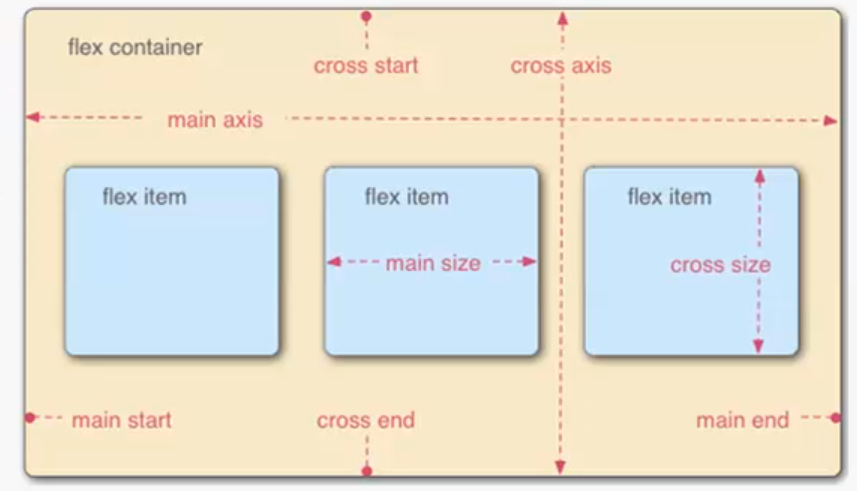 flex container
cross start
cross axis
main axis
flex item
flex item
flex item
main size
cross size
main start
cross end
main end